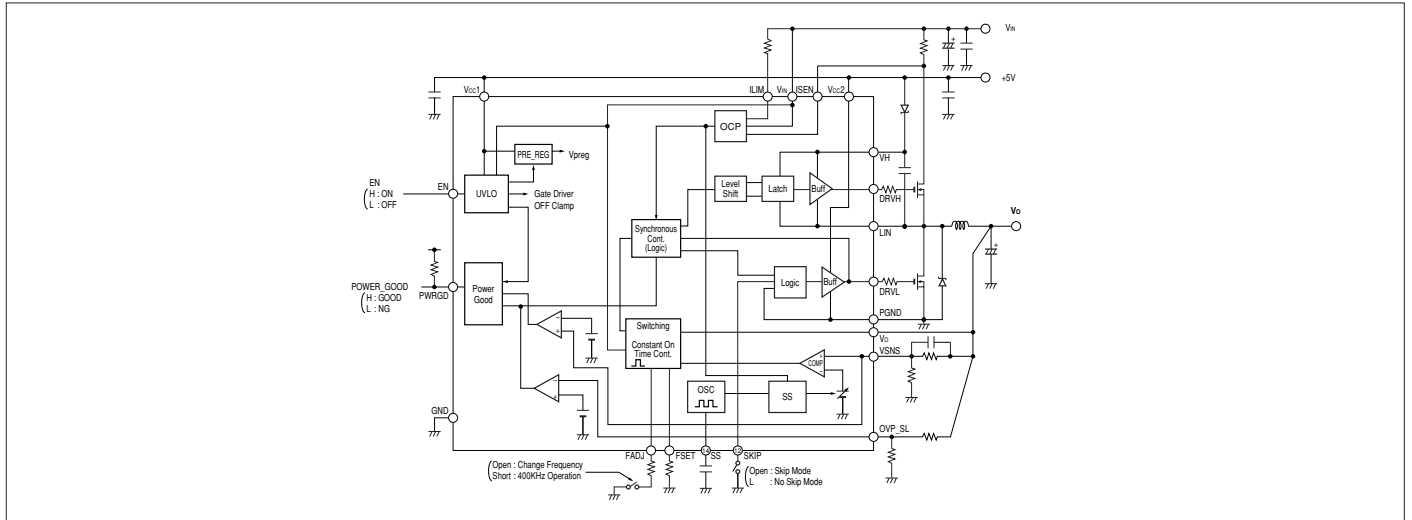 VIN
+5V
Vcc1
ILIM
VIN
ISEN
Vcc2
OCP
PRE_REG
Vpreg
VH
EN
H : ON
L : OFF
EN
UVLO
Gate Driver
OFF Clamp
Level
Shift
Latch
Buff
DRVH
Vo
LIN
Synchronous
Cont.
(Logic)
POWER_GOOD
H : GOOD
L : NG
PWRGD
Power
Good
Logic
Buff
DRVL
PGND
Switching
Constant On
Time Cont.
Vo
VSNS
COMP
+
−
−
+
OSC
SS
−
+
GND
OVP_SL
FADJ
FSET
14
SS
12
SKIP
Open : Change Frequency
Short : 400KHz Operation
Open : Skip Mode
L : No Skip Mode